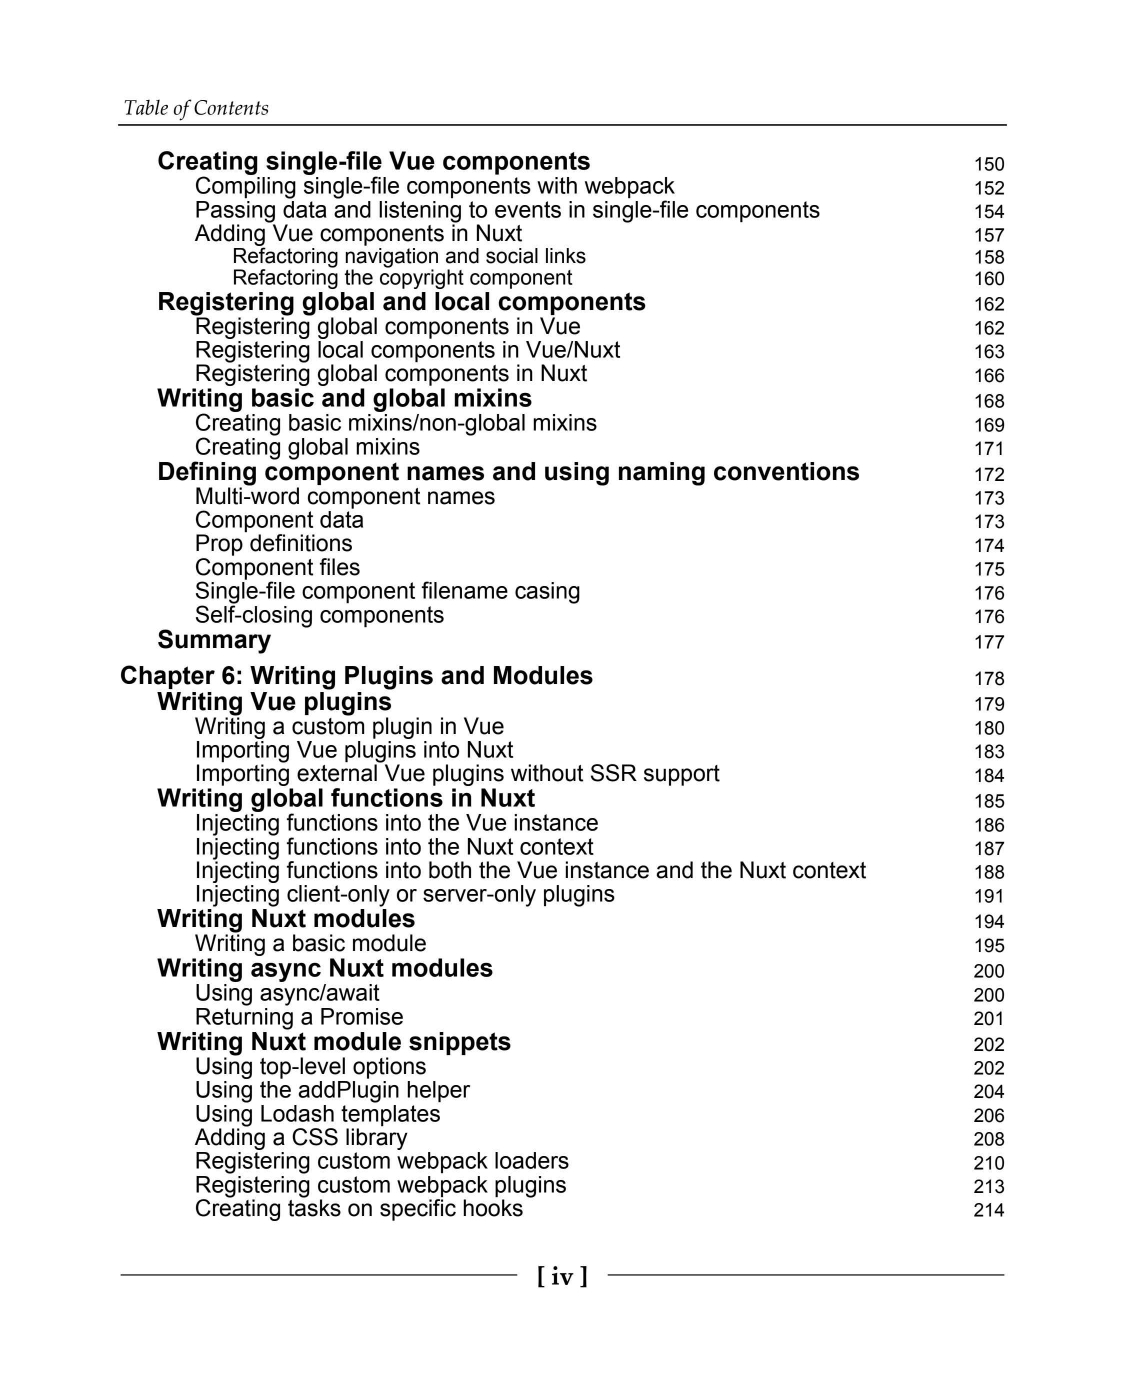 Table of Contents
Creating single-file Vue components 150
Compiling single-file components with webpack 152
Passing data and listening to events in single-file components 154
Adding Vue components in Nuxt 157
Refactoring navigation and social links 158
Refactoring the copyright component 160
Registering global and local components 162
Registering global components in Vue 162
Registering local components in Vue/Nuxt 163
Registering global components in Nuxt 166
Writing basic and global mixins 168
Creating basic mixins/non-global mixins 169
Creating global mixins 171
Defining component names and using naming conventions 172
Multi-word component names 173
Component data 173
Prop definitions 174
Component files 175
Single-file component filename casing 176
Self-closing components 176
Summary 177
Chapter 6: Writing Plugins and Modules 178
Writing Vue plugins 179
Writing a custom plugin in Vue 180
Importing Vue plugins into Nuxt 183
Importing external Vue plugins without SSR support 184
Writing global functions in Nuxt 185
Injecting functions into the Vue instance 186
Injecting functions into the Nuxt context 187
Injecting functions into both the Vue instance and the Nuxt context 188
Injecting client-only or server-only plugins 191
Writing Nuxt modules 194
Writing a basic module 195
Writing async Nuxt modules 200
Using async/await 200
Returning a Promise 201
Writing Nuxt module snippets 202
Using top-level options 202
Using the addPlugin helper 204
Using Lodash templates 206
Adding a CSS library 208
Registering custom webpack loaders 210
Registering custom webpack plugins 213
Creating tasks on specific hooks 214
[ iv ]